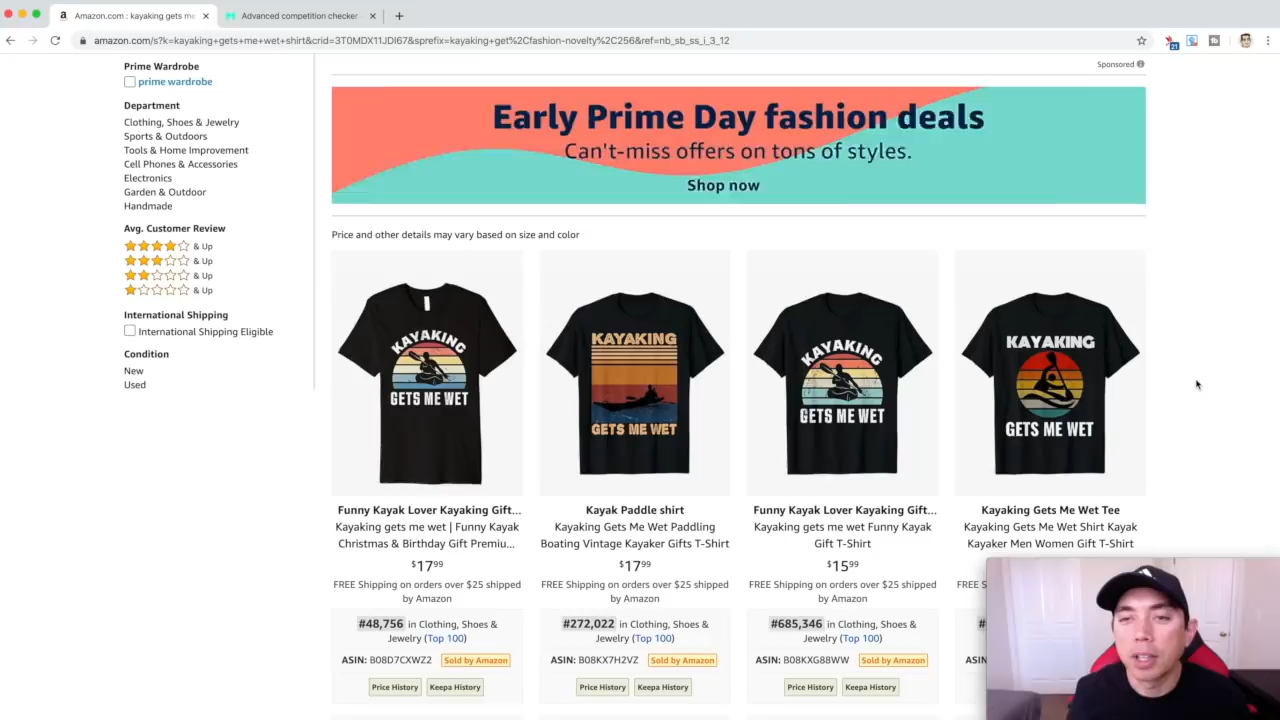 Amazon.com : kayaking gets me
Advanced competition checker
amazon.com/s?k=kayaking+gets+me+wet+shirt&crid=3T0MDX11JDI67&sprefix=kayaking+get%2Cfashion-novelty%2C256&ref=nb_sb_ss_i_3_12
21
Prime Wardrobe
prime wardrobe
Department
Clothing, Shoes & Jewelry
Sports & Outdoors
Tools & Home Improvement
Cell Phones & Accessories
Electronics
Garden & Outdoor
Handmade
Avg. Customer Review
& Up
& Up
& Up
& Up
International Shipping
International Shipping Eligible
Condition
New
Used
Sponsored
Early Prime Day fashion deals
Can't-miss offers on tons of styles.
Shop now
Price and other details may vary based on size and color
KAYAKING
GETS ME WET
KAYAKING
GETS ME WET
KAYAKING
GETS ME WET
KAYAKING
GETS ME WET
Funny Kayak Lover Kayaking Gift...
Kayaking gets me wet | Funny Kayak
Christmas & Birthday Gift Premiu...
$1799
FREE Shipping on orders over $25 shipped
by Amazon
#48,756 in Clothing, Shoes &
Jewelry (Top 100)
ASIN: B08D7CXWZ2 Sold by Amazon
Price History Keepa History
Kayak Paddle shirt
Kayaking Gets Me Wet Paddling
Boating Vintage Kayaker Gifts T-Shirt
$1799
FREE Shipping on orders over $25 shipped
by Amazon
#272,022 in Clothing, Shoes &
Jewelry (Top 100)
ASIN: B08KX7H2VZ Sold by Amazon
Price History Keepa History
Funny Kayak Lover Kayaking Gift...
Kayaking gets me wet Funny Kayak
Gift T-Shirt
$1599
FREE Shipping on orders over $25 shipped
by Amazon
#685,346 in Clothing, Shoes &
Jewelry (Top 100)
ASIN: B08KXG88WW Sold by Amazon
Price History Keepa History
Kayaking Gets Me Wet Tee
Kayaking Gets Me Wet Shirt Kayak
Kayaker Men Women Gift T-Shirt
FREE
ASIN